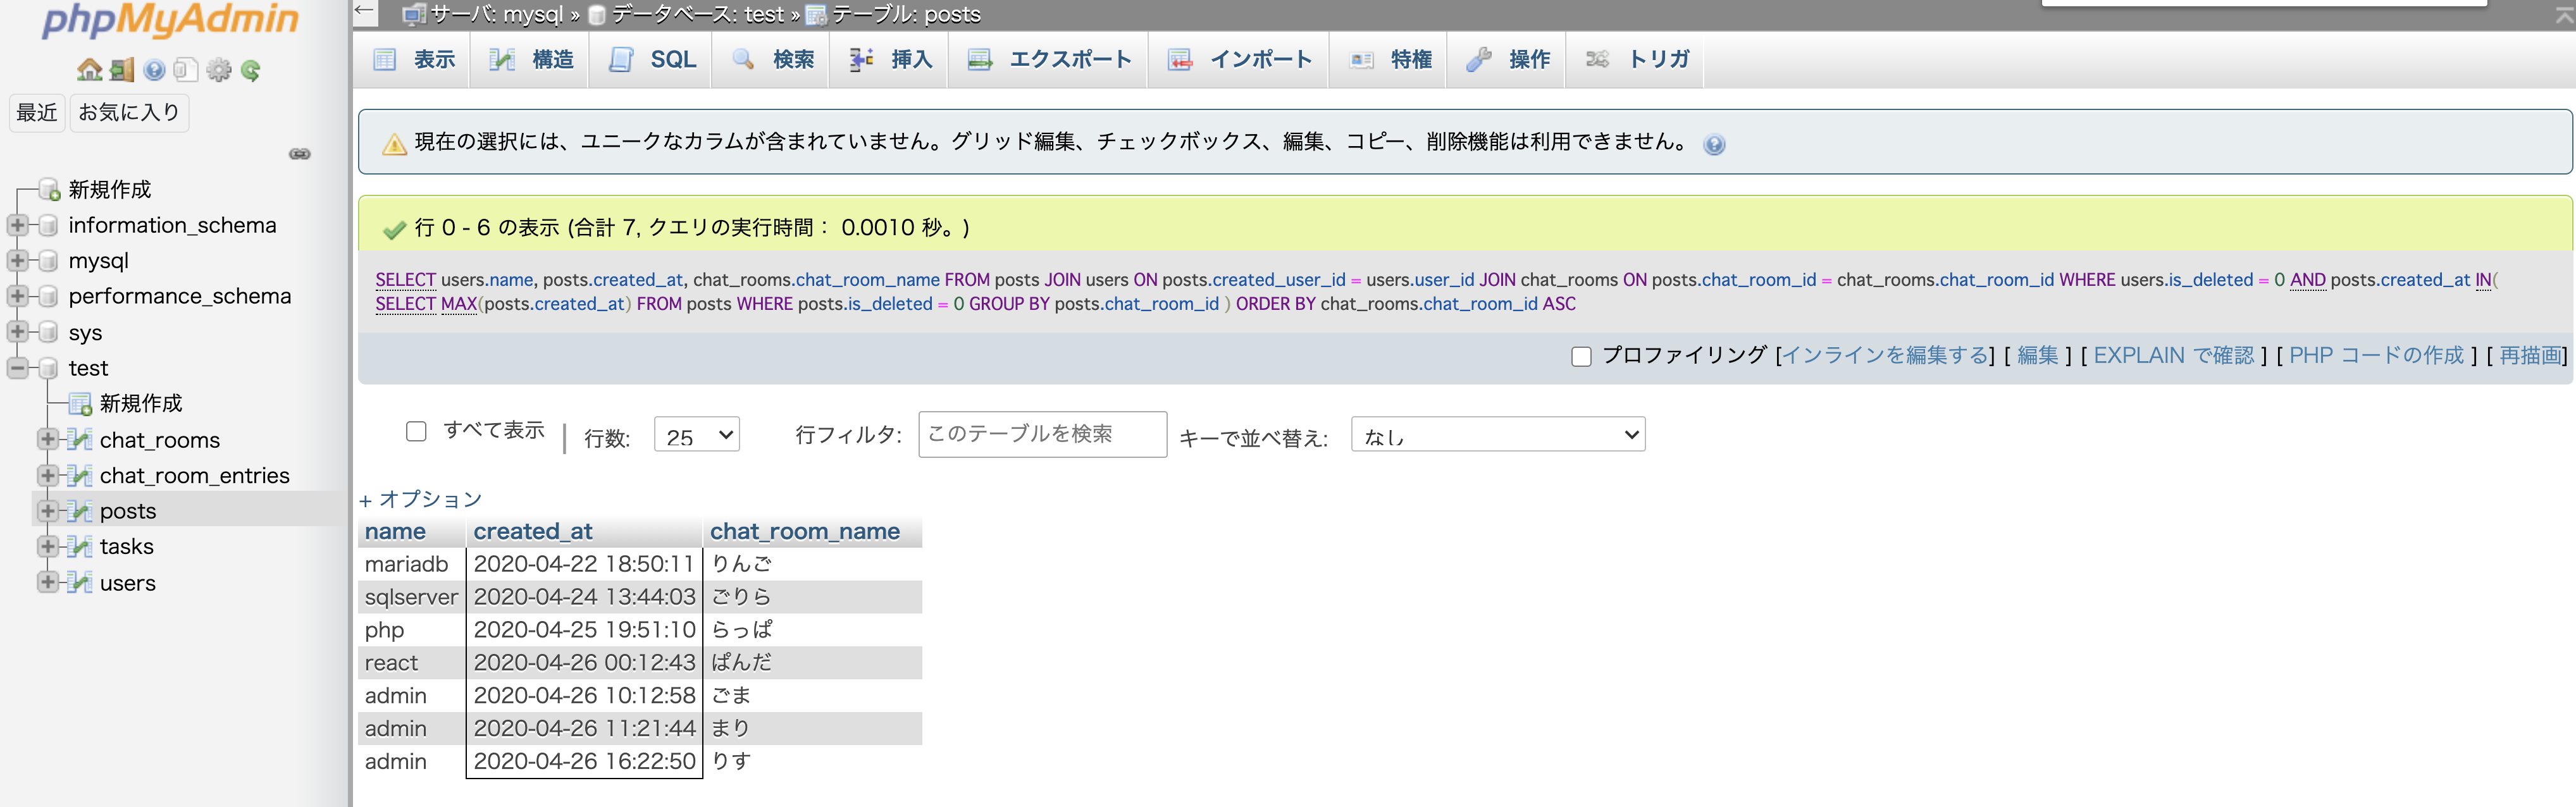 phpMyAdmin
最近 お気に入り
新規作成
information_schema
mysql
performance_schema
sys
test
新規作成
chat_rooms
chat_room_entries
posts
tasks
users
サーバ: mysql » データベース: test » テーブル: posts
表示 構造 SQL 検索 挿入 エクスポート インポート 特権 操作 トリガ
現在の選択には、ユニークなカラムが含まれていません。グリッド編集、チェックボックス、編集、コピー、削除機能は利用できません。
行 0 - 6 の表示 (合計 7, クエリの実行時間： 0.0010 秒。)
SELECT users.name, posts.created_at, chat_rooms.chat_room_name FROM posts JOIN users ON posts.created_user_id = users.user_id JOIN chat_rooms ON posts.chat_room_id = chat_rooms.chat_room_id WHERE users.is_deleted = 0 AND posts.created_at IN(
SELECT MAX(posts.created_at) FROM posts WHERE posts.is_deleted = 0 GROUP BY posts.chat_room_id ) ORDER BY chat_rooms.chat_room_id ASC
プロファイリング [インラインを編集する] [ 編集 ] [ EXPLAIN で確認 ] [ PHP コードの作成 ] [ 再描画]
すべて表示 | 行数: 25 行フィルタ: このテーブルを検索 キーで並べ替え: なし
+ オプション
name created_at chat_room_name
mariadb 2020-04-22 18:50:11 りんご
sqlserver 2020-04-24 13:44:03 ごりら
php 2020-04-25 19:51:10 らっぱ
react 2020-04-26 00:12:43 ぱんだ
admin 2020-04-26 10:12:58 ごま
admin 2020-04-26 11:21:44 まり
admin 2020-04-26 16:22:50 りす